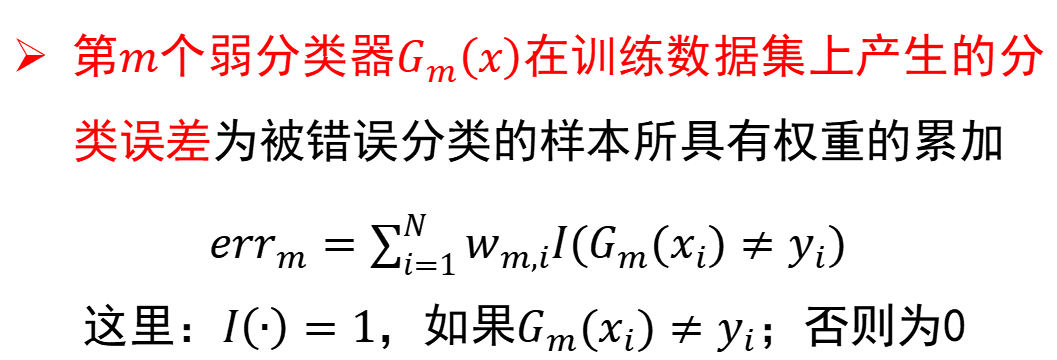 ➢ 第𝑚个弱分类器𝐺ₘ(𝑥)在训练数据集上产生的分
类误差为被错误分类的样本所具有权重的累加
𝑒𝑟𝑟ₘ = ∑ᵢ₌₁ᴺ 𝑤ₘ,ᵢ𝐼(𝐺ₘ(𝑥ᵢ) ≠ 𝑦ᵢ)
这里：𝐼(·) = 1，如果𝐺ₘ(𝑥ᵢ) ≠ 𝑦ᵢ；否则为0